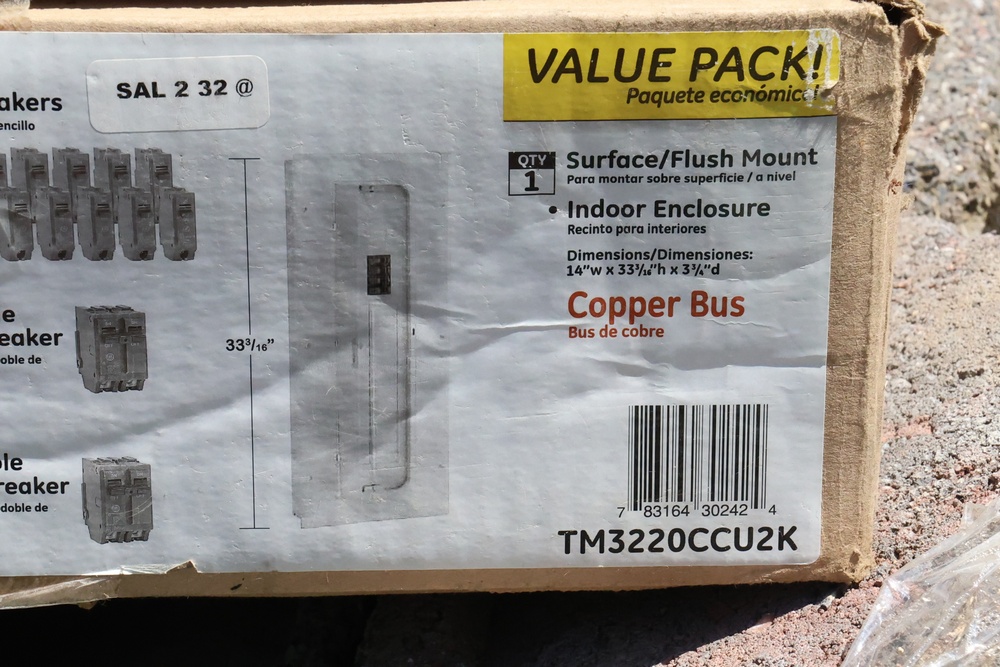 SAL 2 32 @
akers
encillo
e
eaker
oble de
ble
reaker
doble de
33³/₁₆”
VALUE PACK!
Paquete económico!
QTY
1
Surface/Flush Mount
Para montar sobre superficie / a nivel
• Indoor Enclosure
Recinto para interiores
Dimensions/Dimensiones:
14”w x 33³/₁₆”h x 3³/₄”d
Copper Bus
Bus de cobre
7 83164 30242 4
TM3220CCU2K